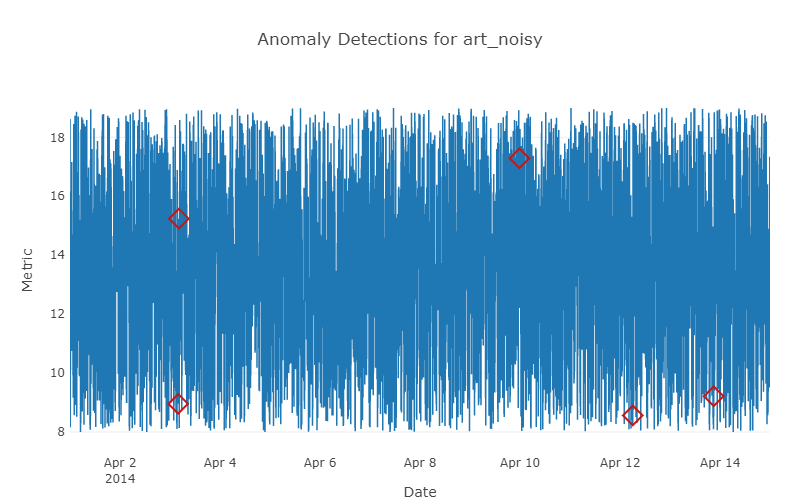 Anomaly Detections for art_noisy
Metric
18
16
14
12
10
8
Apr 2
2014
Apr 4
Apr 6
Apr 8
Apr 10
Apr 12
Apr 14
Date